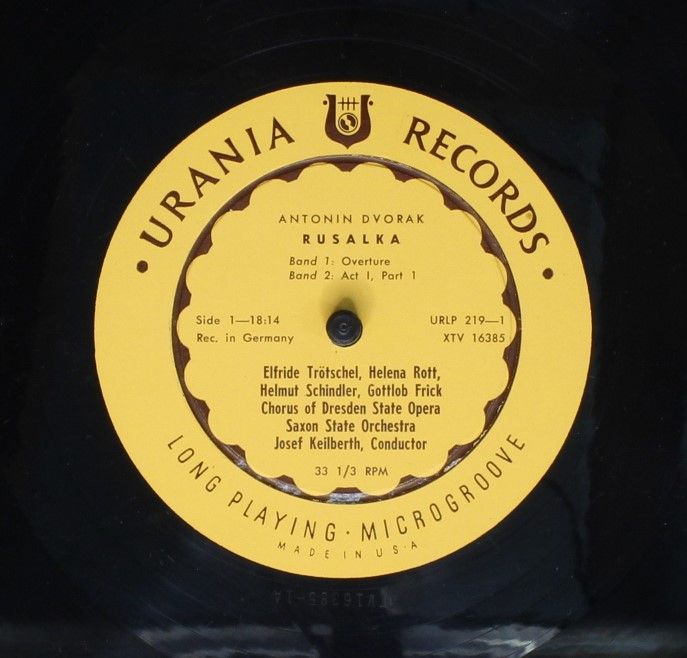 URANIA RECORDS
ANTONIN DVORAK
RUSALKA
Band 1: Overture
Band 2: Act I, Part 1
Side 1—18:14
URLP 219—1
Rec. in Germany
XTV 16385
Elfride Trötschel, Helena Rott,
Helmut Schindler, Gottlob Frick
Chorus of Dresden State Opera
Saxon State Orchestra
Josef Keilberth, Conductor
33 1/3 RPM
LONG PLAYING · MICROGROOVE
MADE IN U·S·A